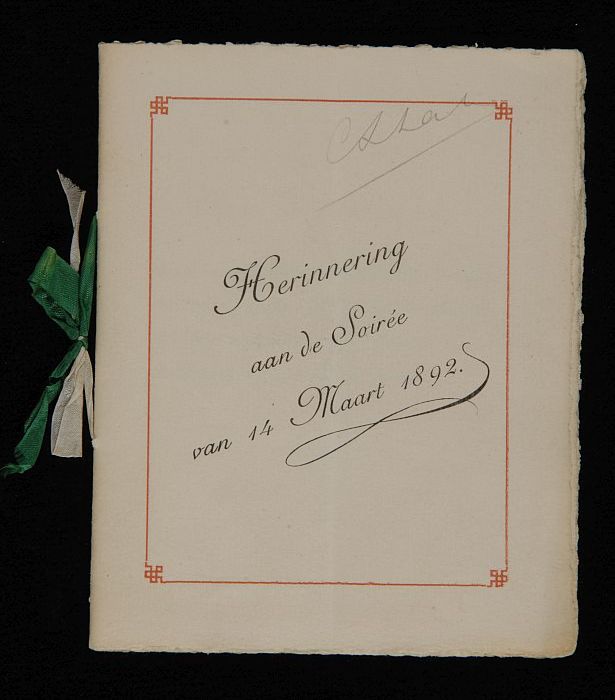 Herinnering
aan de Soirée
van 14 Maart 1892.